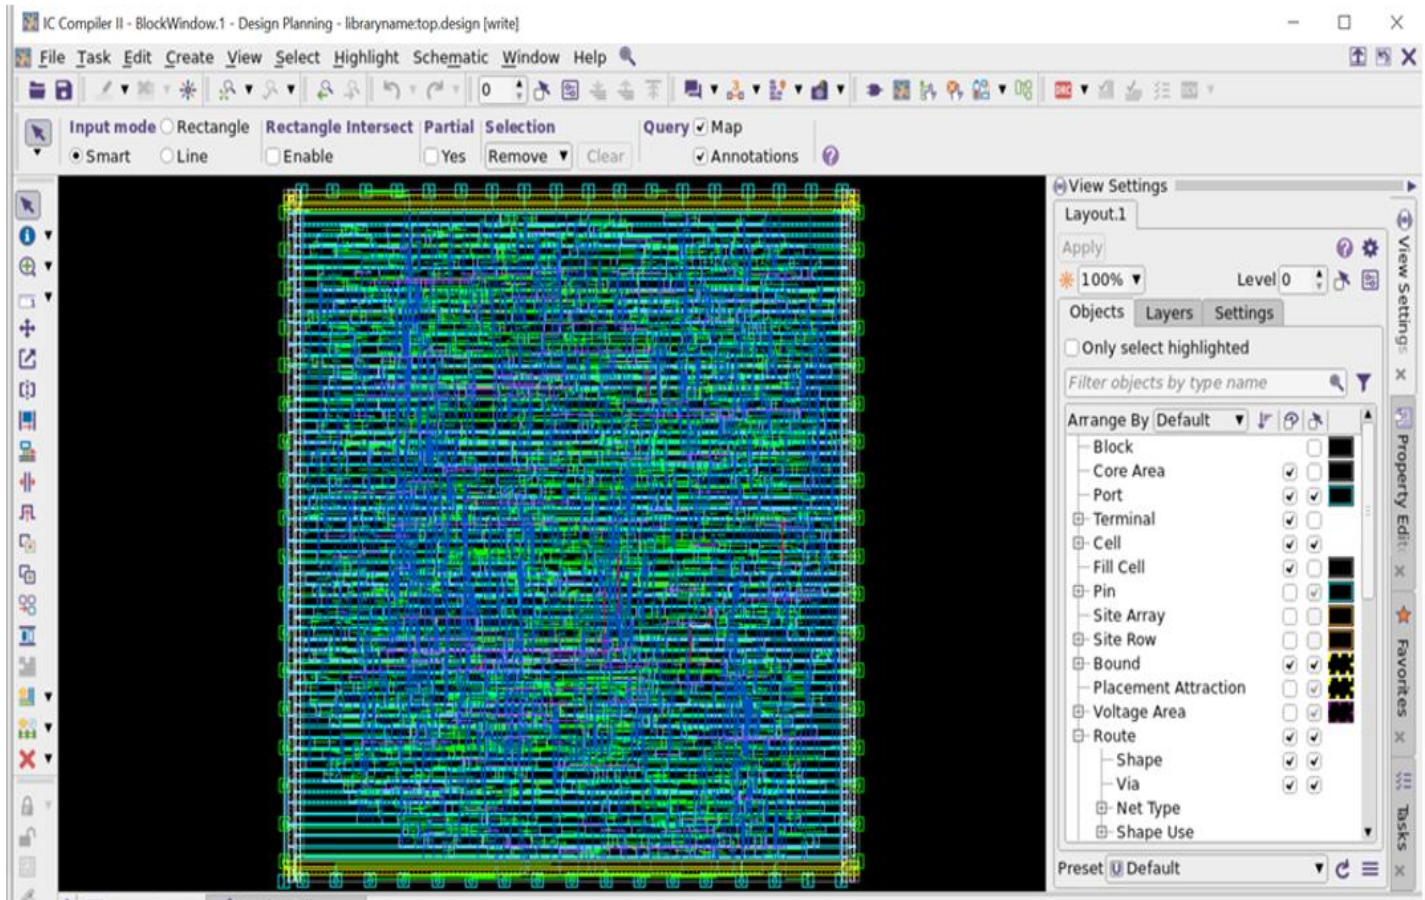 IC Compiler II - BlockWindow.1 - Design Planning - libraryname:top.design [write]
File Task Edit Create View Select Highlight Schematic Window Help
0
Input mode Rectangle Rectangle Intersect Partial Selection Query Map
Smart Line Enable Yes Remove Clear Annotations
View Settings
Layout.1
Apply
100% Level 0
Objects Layers Settings
Only select highlighted
Filter objects by type name
Arrange By Default
Block
Core Area
Port
Terminal
Cell
Fill Cell
Pin
Site Array
Site Row
Bound
Placement Attraction
Voltage Area
Route
Shape
Via
Net Type
Shape Use
Preset Default
View Settings
Property Edit
Favorites
Tasks